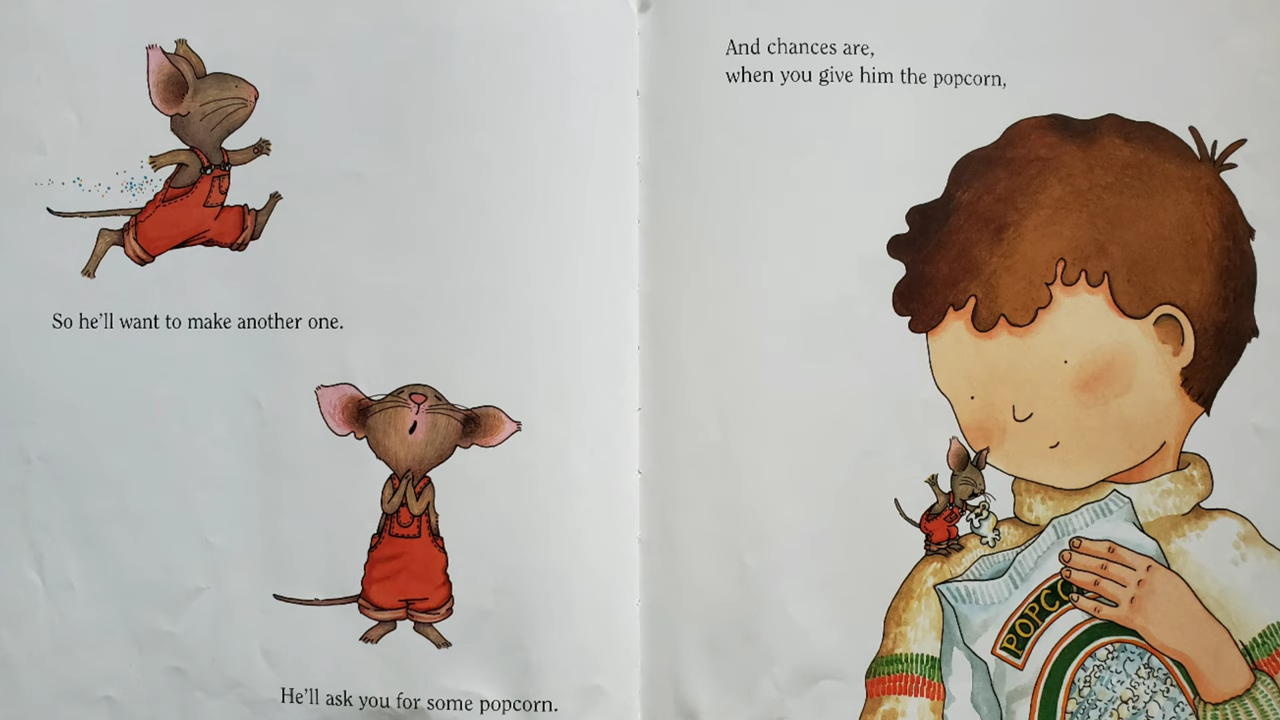 So he'll want to make another one.
He'll ask you for some popcorn.
And chances are,
when you give him the popcorn,
POPCO